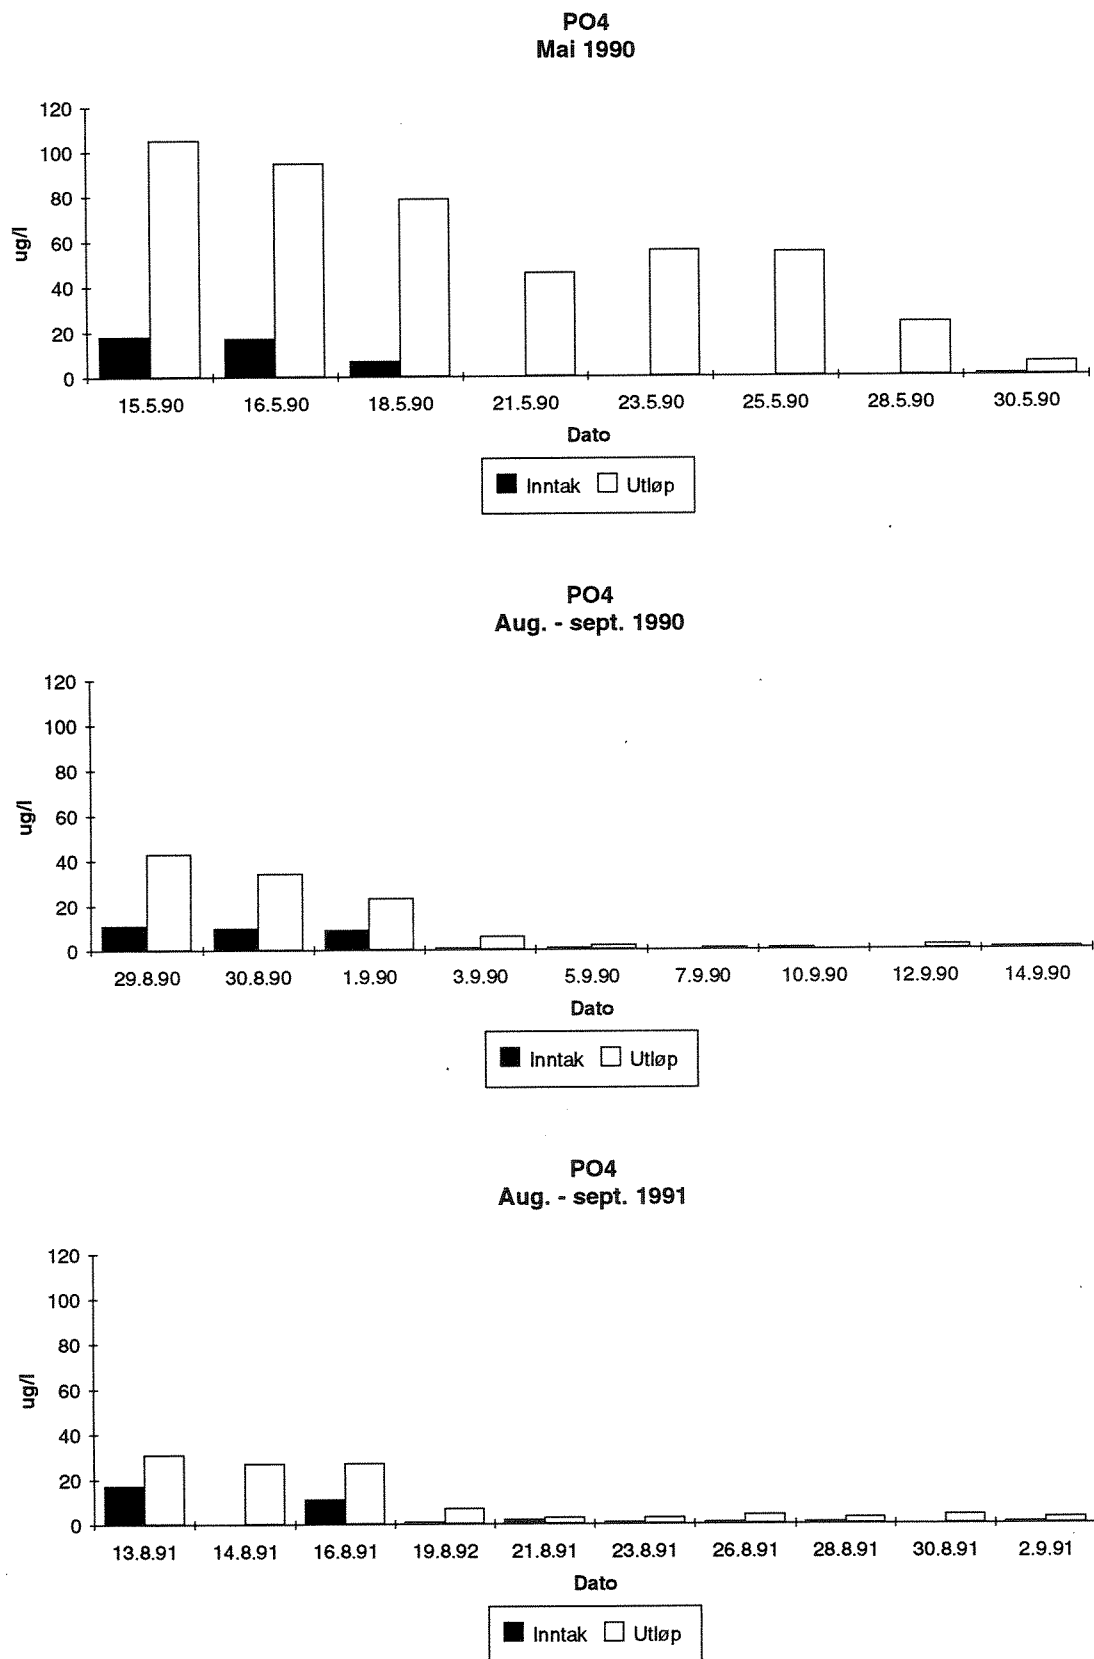 PO4
Mai 1990
120
100
80
60
40
20
0
ug/l
15.5.90 16.5.90 18.5.90 21.5.90 23.5.90 25.5.90 28.5.90 30.5.90
Dato
Inntak Utløp
PO4
Aug. - sept. 1990
120
100
80
60
40
20
0
ug/l
29.8.90 30.8.90 1.9.90 3.9.90 5.9.90 7.9.90 10.9.90 12.9.90 14.9.90
Dato
Inntak Utløp
PO4
Aug. - sept. 1991
120
100
80
60
40
20
0
ug/l
13.8.91 14.8.91 16.8.91 19.8.92 21.8.91 23.8.91 26.8.91 28.8.91 30.8.91 2.9.91
Dato
Inntak Utløp